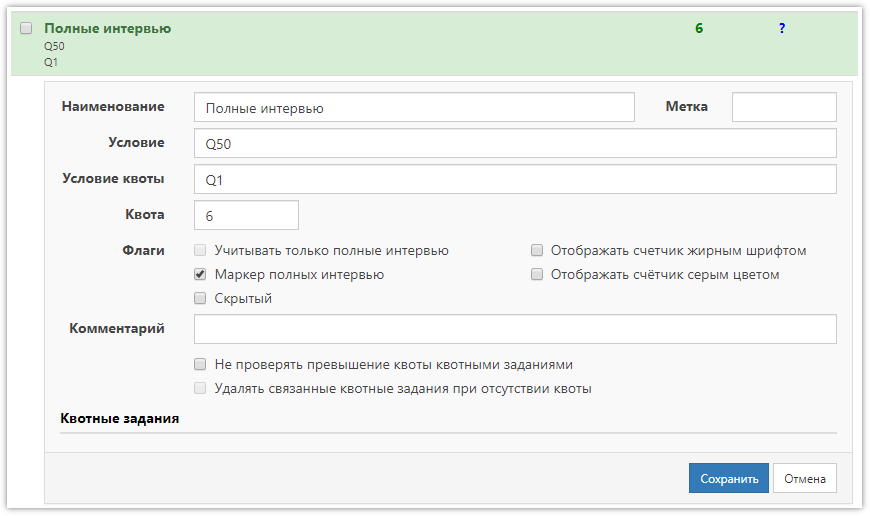 Полные интервью 6 ?
Q50
Q1
Наименование Полные интервью Метка
Условие Q50
Условие квоты Q1
Квота 6
Флаги Учитывать только полные интервью Отображать счетчик жирным шрифтом
Маркер полных интервью Отображать счётчик серым цветом
Скрытый
Комментарий
Не проверять превышение квоты квотными заданиями
Удалять связанные квотные задания при отсутствии квоты
Квотные задания
Сохранить Отмена